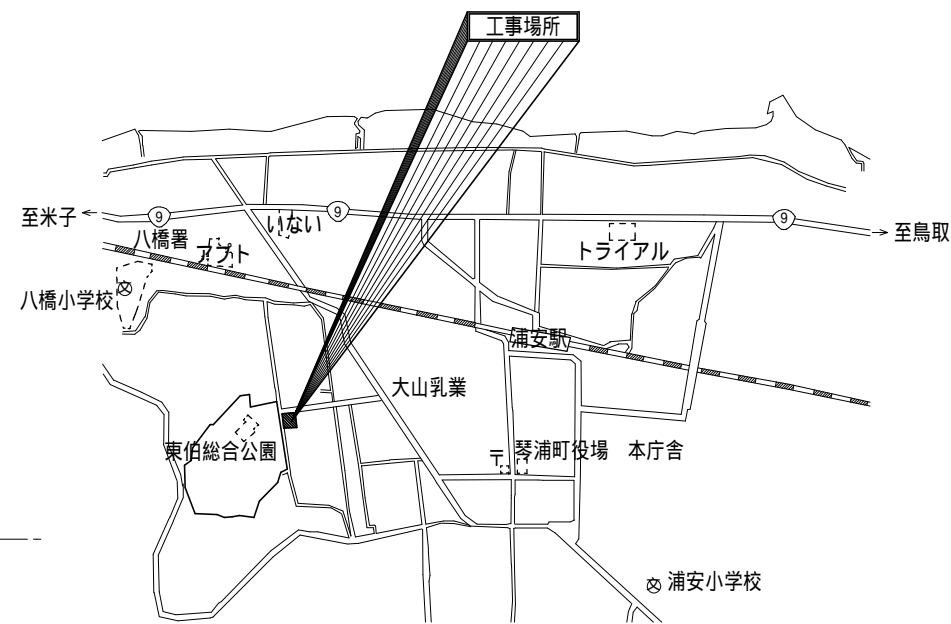 工事場所
至米子
9
9
9
至鳥取
いない
八橋署
アプト
トライアル
八橋小学校
浦安駅
大山乳業
東伯総合公園
〒
琴浦町役場 本庁舎
浦安小学校